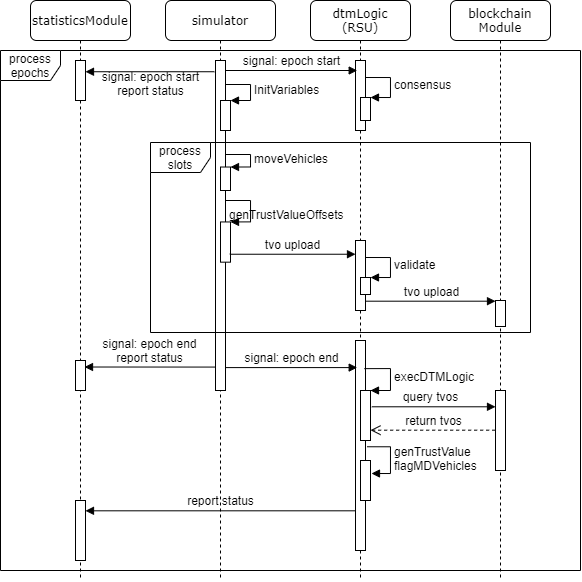 statisticsModule
simulator
dtmLogic
(RSU)
blockchain
Module
process
epochs
signal: epoch start
signal: epoch start
report status
InitVariables
consensus
process
slots
moveVehicles
genTrustValueOffsets
tvo upload
validate
tvo upload
signal: epoch end
report status
signal: epoch end
execDTMLogic
query tvos
return tvos
genTrustValue
flagMDVehicles
report status